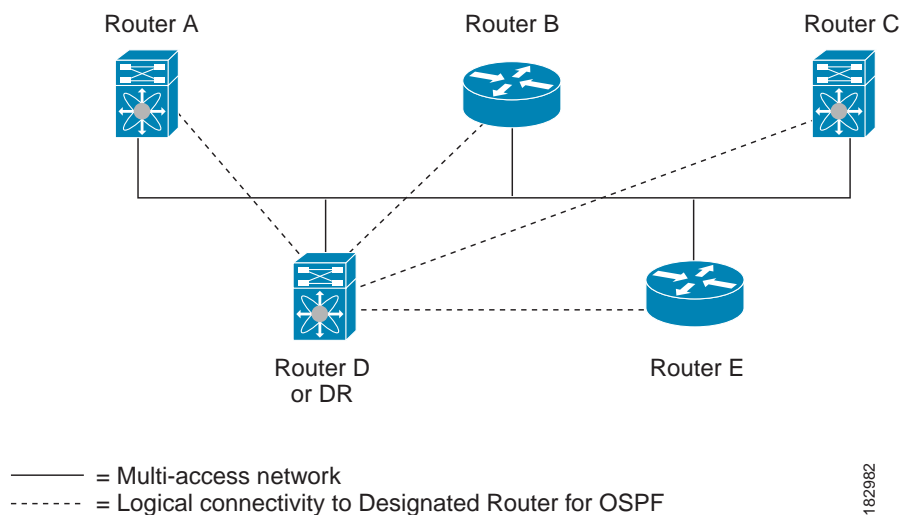 Router A
Router B
Router C
Router D
or DR
Router E
= Multi-access network
= Logical connectivity to Designated Router for OSPF
182982